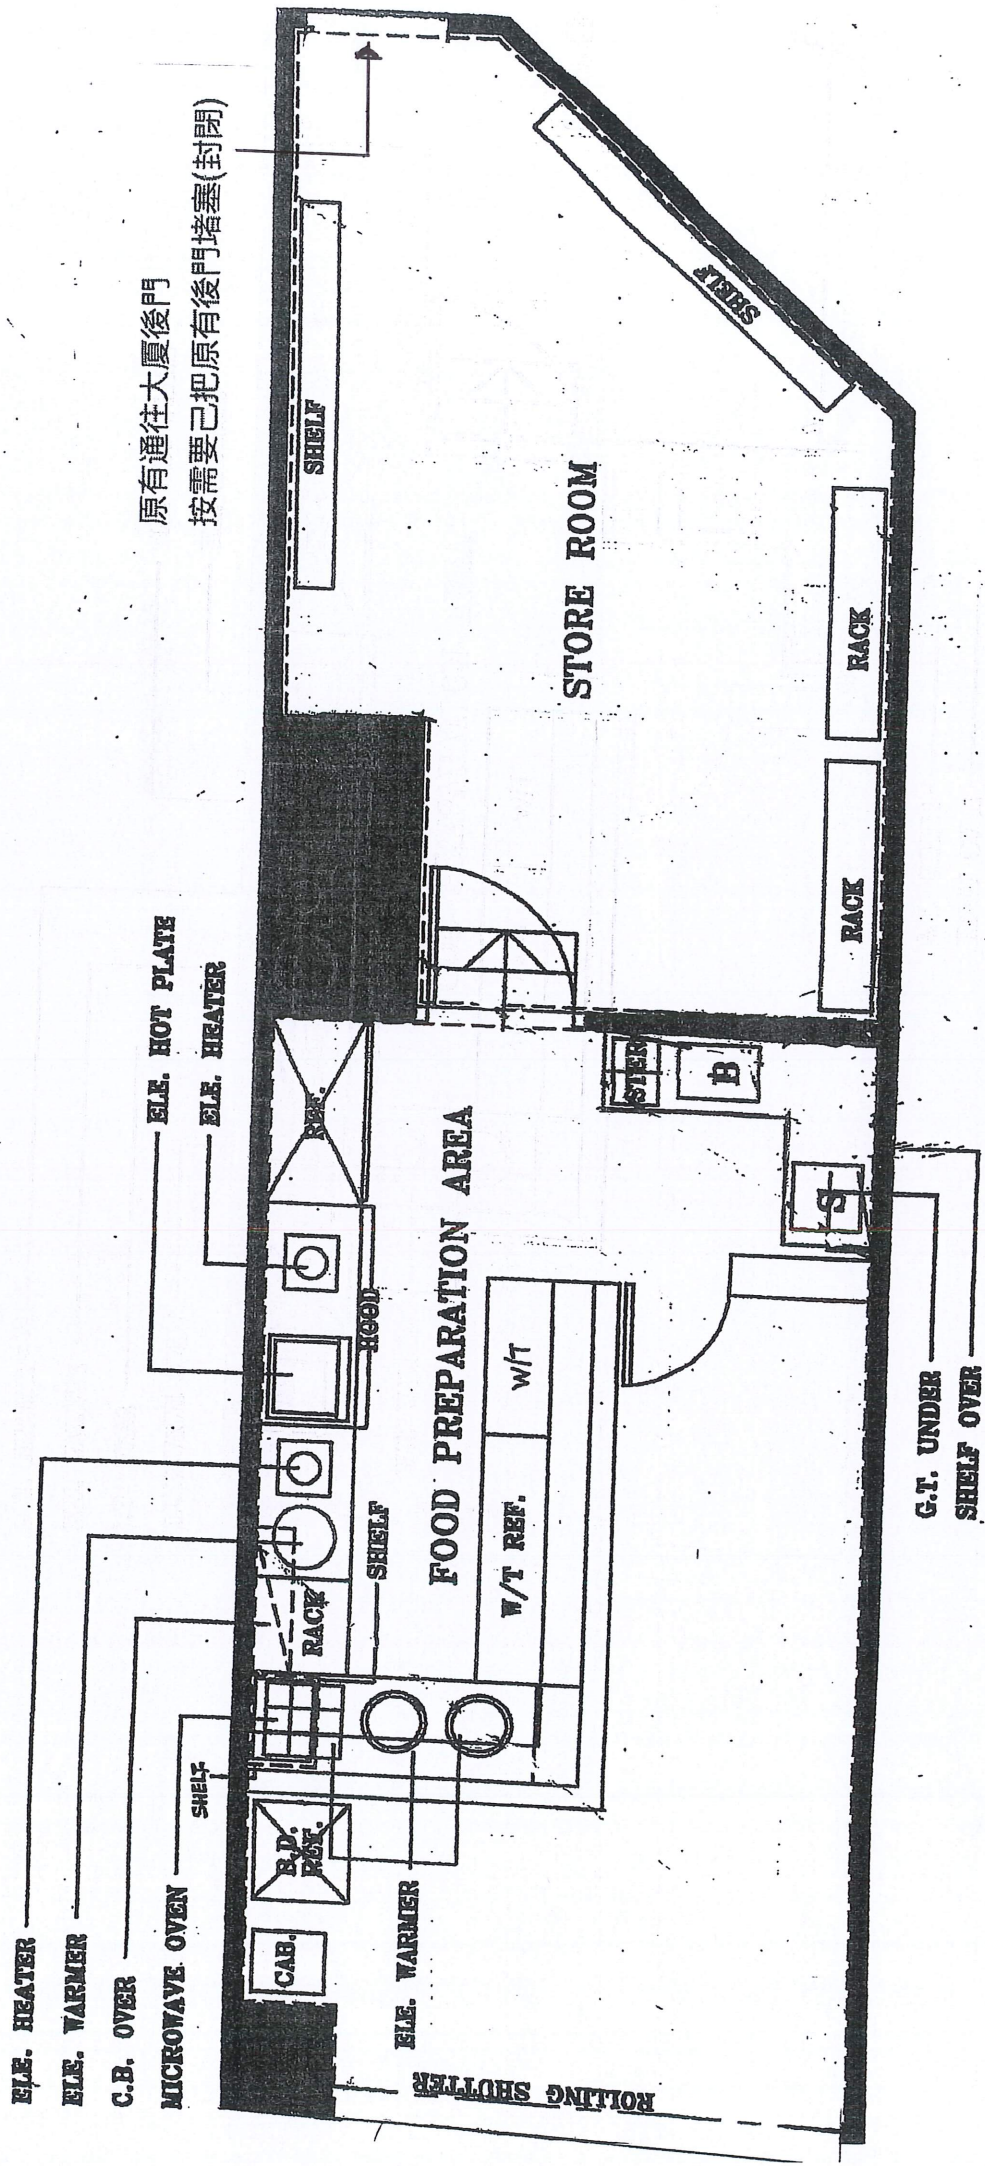 原有通往大廈後門
按需要已把原有後門堵塞(封閉)
ELE. HOT PLATE
ELE. HEATER
ELE. HEATER
ELE. WARMER
C.B. OVER
MICROWAVE OVEN
SHELF
SHELF
STORE ROOM
RACK
RACK
REF.
HOOD
FOOD PREPARATION AREA
STER
B
S
W/T
W/T REF.
SHELF
RACK
SHELF
B.D.
REF.
CAB.
ELE. WARMER
ROLLING SHUTTER
G.T. UNDER
SHELF OVER